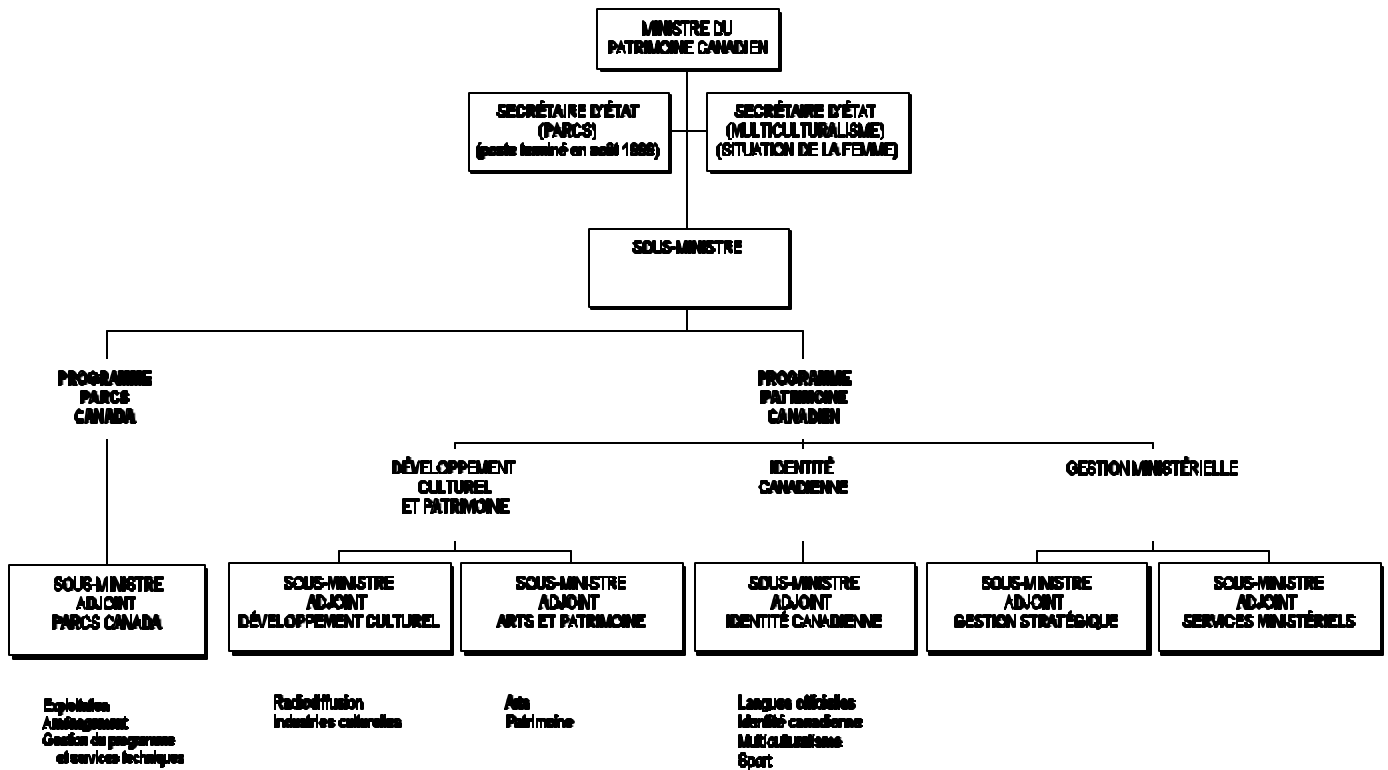 MINISTRE DU
PATRIMOINE CANADIEN
SECRÉTAIRE D'ÉTAT
(PARCS)
(poste terminé en août 1998)
SECRÉTAIRE D'ÉTAT
(MULTICULTURALISME)
(SITUATION DE LA FEMME)
SOUS-MINISTRE
PROGRAMME
PARCS
CANADA
PROGRAMME
PATRIMOINE
CANADIEN
DÉVELOPPEMENT
CULTUREL
ET PATRIMOINE
IDENTITÉ
CANADIENNE
GESTION MINISTÉRIELLE
SOUS-MINISTRE
ADJOINT
PARCS CANADA
SOUS-MINISTRE
ADJOINT
DÉVELOPPEMENT CULTUREL
SOUS-MINISTRE
ADJOINT
ARTS ET PATRIMOINE
SOUS-MINISTRE
ADJOINT
IDENTITÉ CANADIENNE
SOUS-MINISTRE
ADJOINT
GESTION STRATÉGIQUE
SOUS-MINISTRE
ADJOINT
SERVICES MINISTÉRIELS
Exploitation
Aménagement
Gestion du programme
et services techniques
Radiodiffusion
Industries culturelles
Arts
Patrimoine
Langues officielles
Identité canadienne
Multiculturalisme
Sport